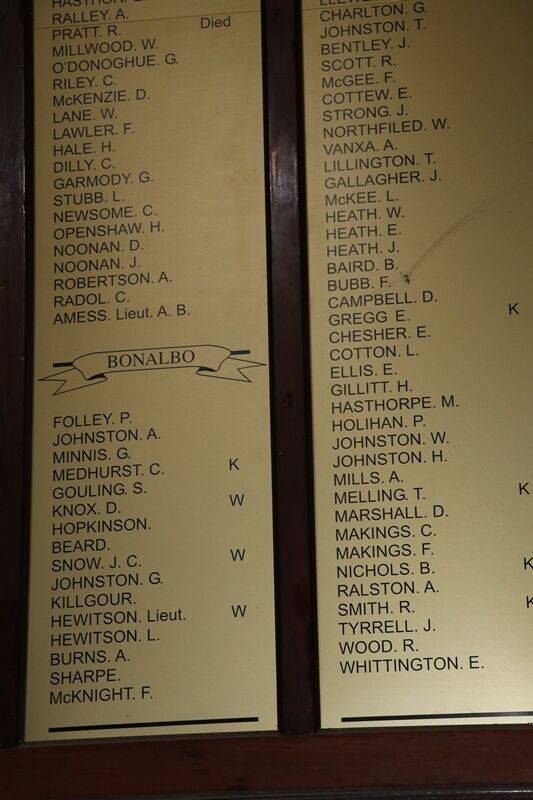 RALLEY. A.
PRATT. R. Died
MILLWOOD. W.
O'DONOGHUE. G.
RILEY. C.
McKENZIE. D.
LANE. W.
LAWLER. F.
HALE. H.
DILLY. C.
GARMODY. G.
STUBB. L.
NEWSOME. C.
OPENSHAW. H.
NOONAN. D.
NOONAN. J.
ROBERTSON. A.
RADOL. C.
AMESS. Lieut. A. B.
BONALBO
FOLLEY. P.
JOHNSTON. A.
MINNIS. G.
MEDHURST. C. K
GOULING. S.
KNOX. D. W
HOPKINSON.
BEARD.
SNOW. J. C. W
JOHNSTON. G.
KILLGOUR.
HEWITSON. Lieut. W
HEWITSON. L.
BURNS. A.
SHARPE.
McKNIGHT. F.
CHARLTON. G.
JOHNSTON. T.
BENTLEY. J.
SCOTT. R.
McGEE. F.
COTTEW. E.
STRONG. J.
NORTHFILED. W.
VANXA. A.
LILLINGTON. T.
GALLAGHER. J.
McKEE. L.
HEATH. W.
HEATH. E.
HEATH. J.
BAIRD. B.
BUBB. F.
CAMPBELL. D.
GREGG E. K
CHESHER. E.
COTTON. L.
ELLIS. E.
GILLITT. H.
HASTHORPE. M.
HOLIHAN. P.
JOHNSTON. W.
JOHNSTON. H.
MILLS. A.
MELLING. T. K
MARSHALL. D.
MAKINGS. C.
MAKINGS. F.
NICHOLS. B. K
RALSTON. A.
SMITH. R. K
TYRRELL. J.
WOOD. R.
WHITTINGTON. E.